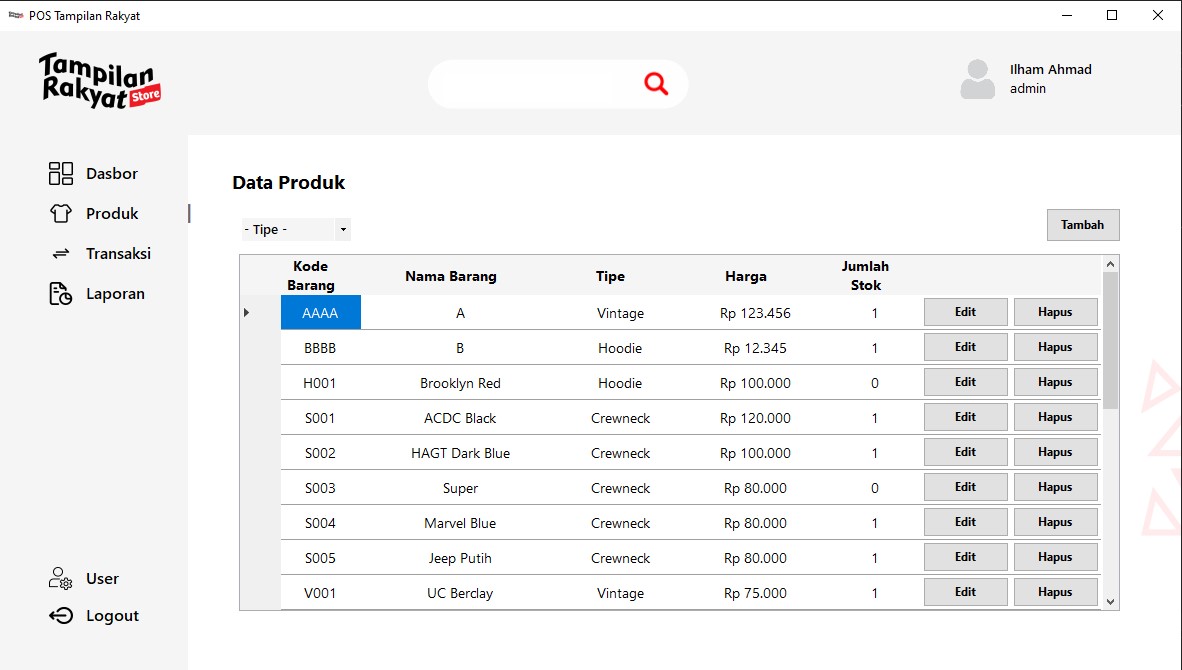 POS Tampilan Rakyat
Tampilan
Rakyat Store
Ilham Ahmad
admin
Dasbor
Produk
Transaksi
Laporan
User
Logout
Data Produk
- Tipe -
Tambah
Kode Barang Nama Barang Tipe Harga Jumlah Stok
AAAA A Vintage Rp 123.456 1 Edit Hapus
BBBB B Hoodie Rp 12.345 1 Edit Hapus
H001 Brooklyn Red Hoodie Rp 100.000 0 Edit Hapus
S001 ACDC Black Crewneck Rp 120.000 1 Edit Hapus
S002 HAGT Dark Blue Crewneck Rp 100.000 1 Edit Hapus
S003 Super Crewneck Rp 80.000 0 Edit Hapus
S004 Marvel Blue Crewneck Rp 80.000 1 Edit Hapus
S005 Jeep Putih Crewneck Rp 80.000 1 Edit Hapus
V001 UC Berclay Vintage Rp 75.000 1 Edit Hapus